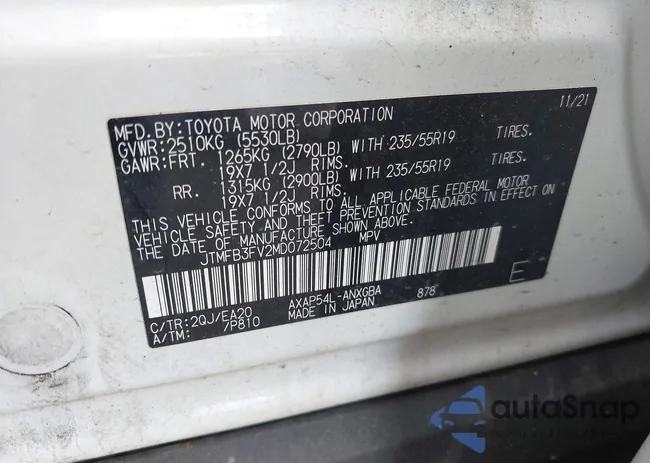 MFD.BY:TOYOTA MOTOR CORPORATION 11/21
GVWR:2510KG (5530LB)
GAWR:FRT. 1265KG (2790LB) WITH 235/55R19 TIRES.
19X7 1/2J RIMS.
RR. 1315KG (2900LB) WITH 235/55R19 TIRES.
19X7 1/2J RIMS.
THIS VEHICLE CONFORMS TO ALL APPLICABLE FEDERAL MOTOR
VEHICLE SAFETY AND THEFT PREVENTION STANDARDS IN EFFECT ON
THE DATE OF MANUFACTURE SHOWN ABOVE.
JTMFB3FV2MD072504 MPV
E
C/TR:2QJ/EA20 AXAP54L-ANXGBA 878
A/TM: 7P810 MADE IN JAPAN
autoSnap